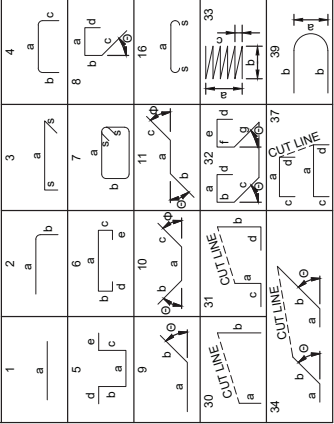 1
a
2
a
b
3
a
s
s
4
a
b
c
5
d
b
a
c
e
6
a
b
c
d
e
7
a
s
s
b
8
a
d
b
c
Θ
9
a
b
Θ
10
a
b
c
Θ
Φ
11
a
b
c
Θ
Φ
16
a
s
s
30
CUT LINE
a
b
31
CUT LINE
a
b
c
d
32
a
d
b
c
Θ
e
f
g
Θ
33
a
b
c
34
CUT LINE
a
b
Θ
a
b
Θ
37
CUT LINE
a
b
c
d
a
b
c
d
39
a
b
b